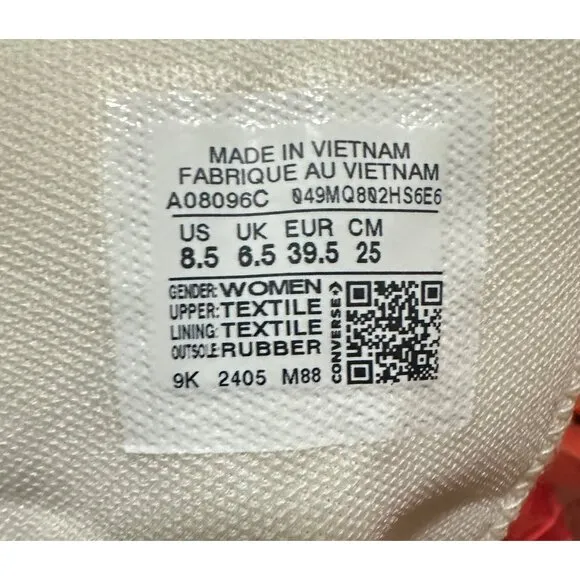 MADE IN VIETNAM
FABRIQUE AU VIETNAM
A08096C 049MQ802HS6E6
US UK EUR CM
8.5 6.5 39.5 25
GENDER: WOMEN
UPPER: TEXTILE
LINING: TEXTILE
OUTSOLE: RUBBER
CONVERSE
9K 2405 M88